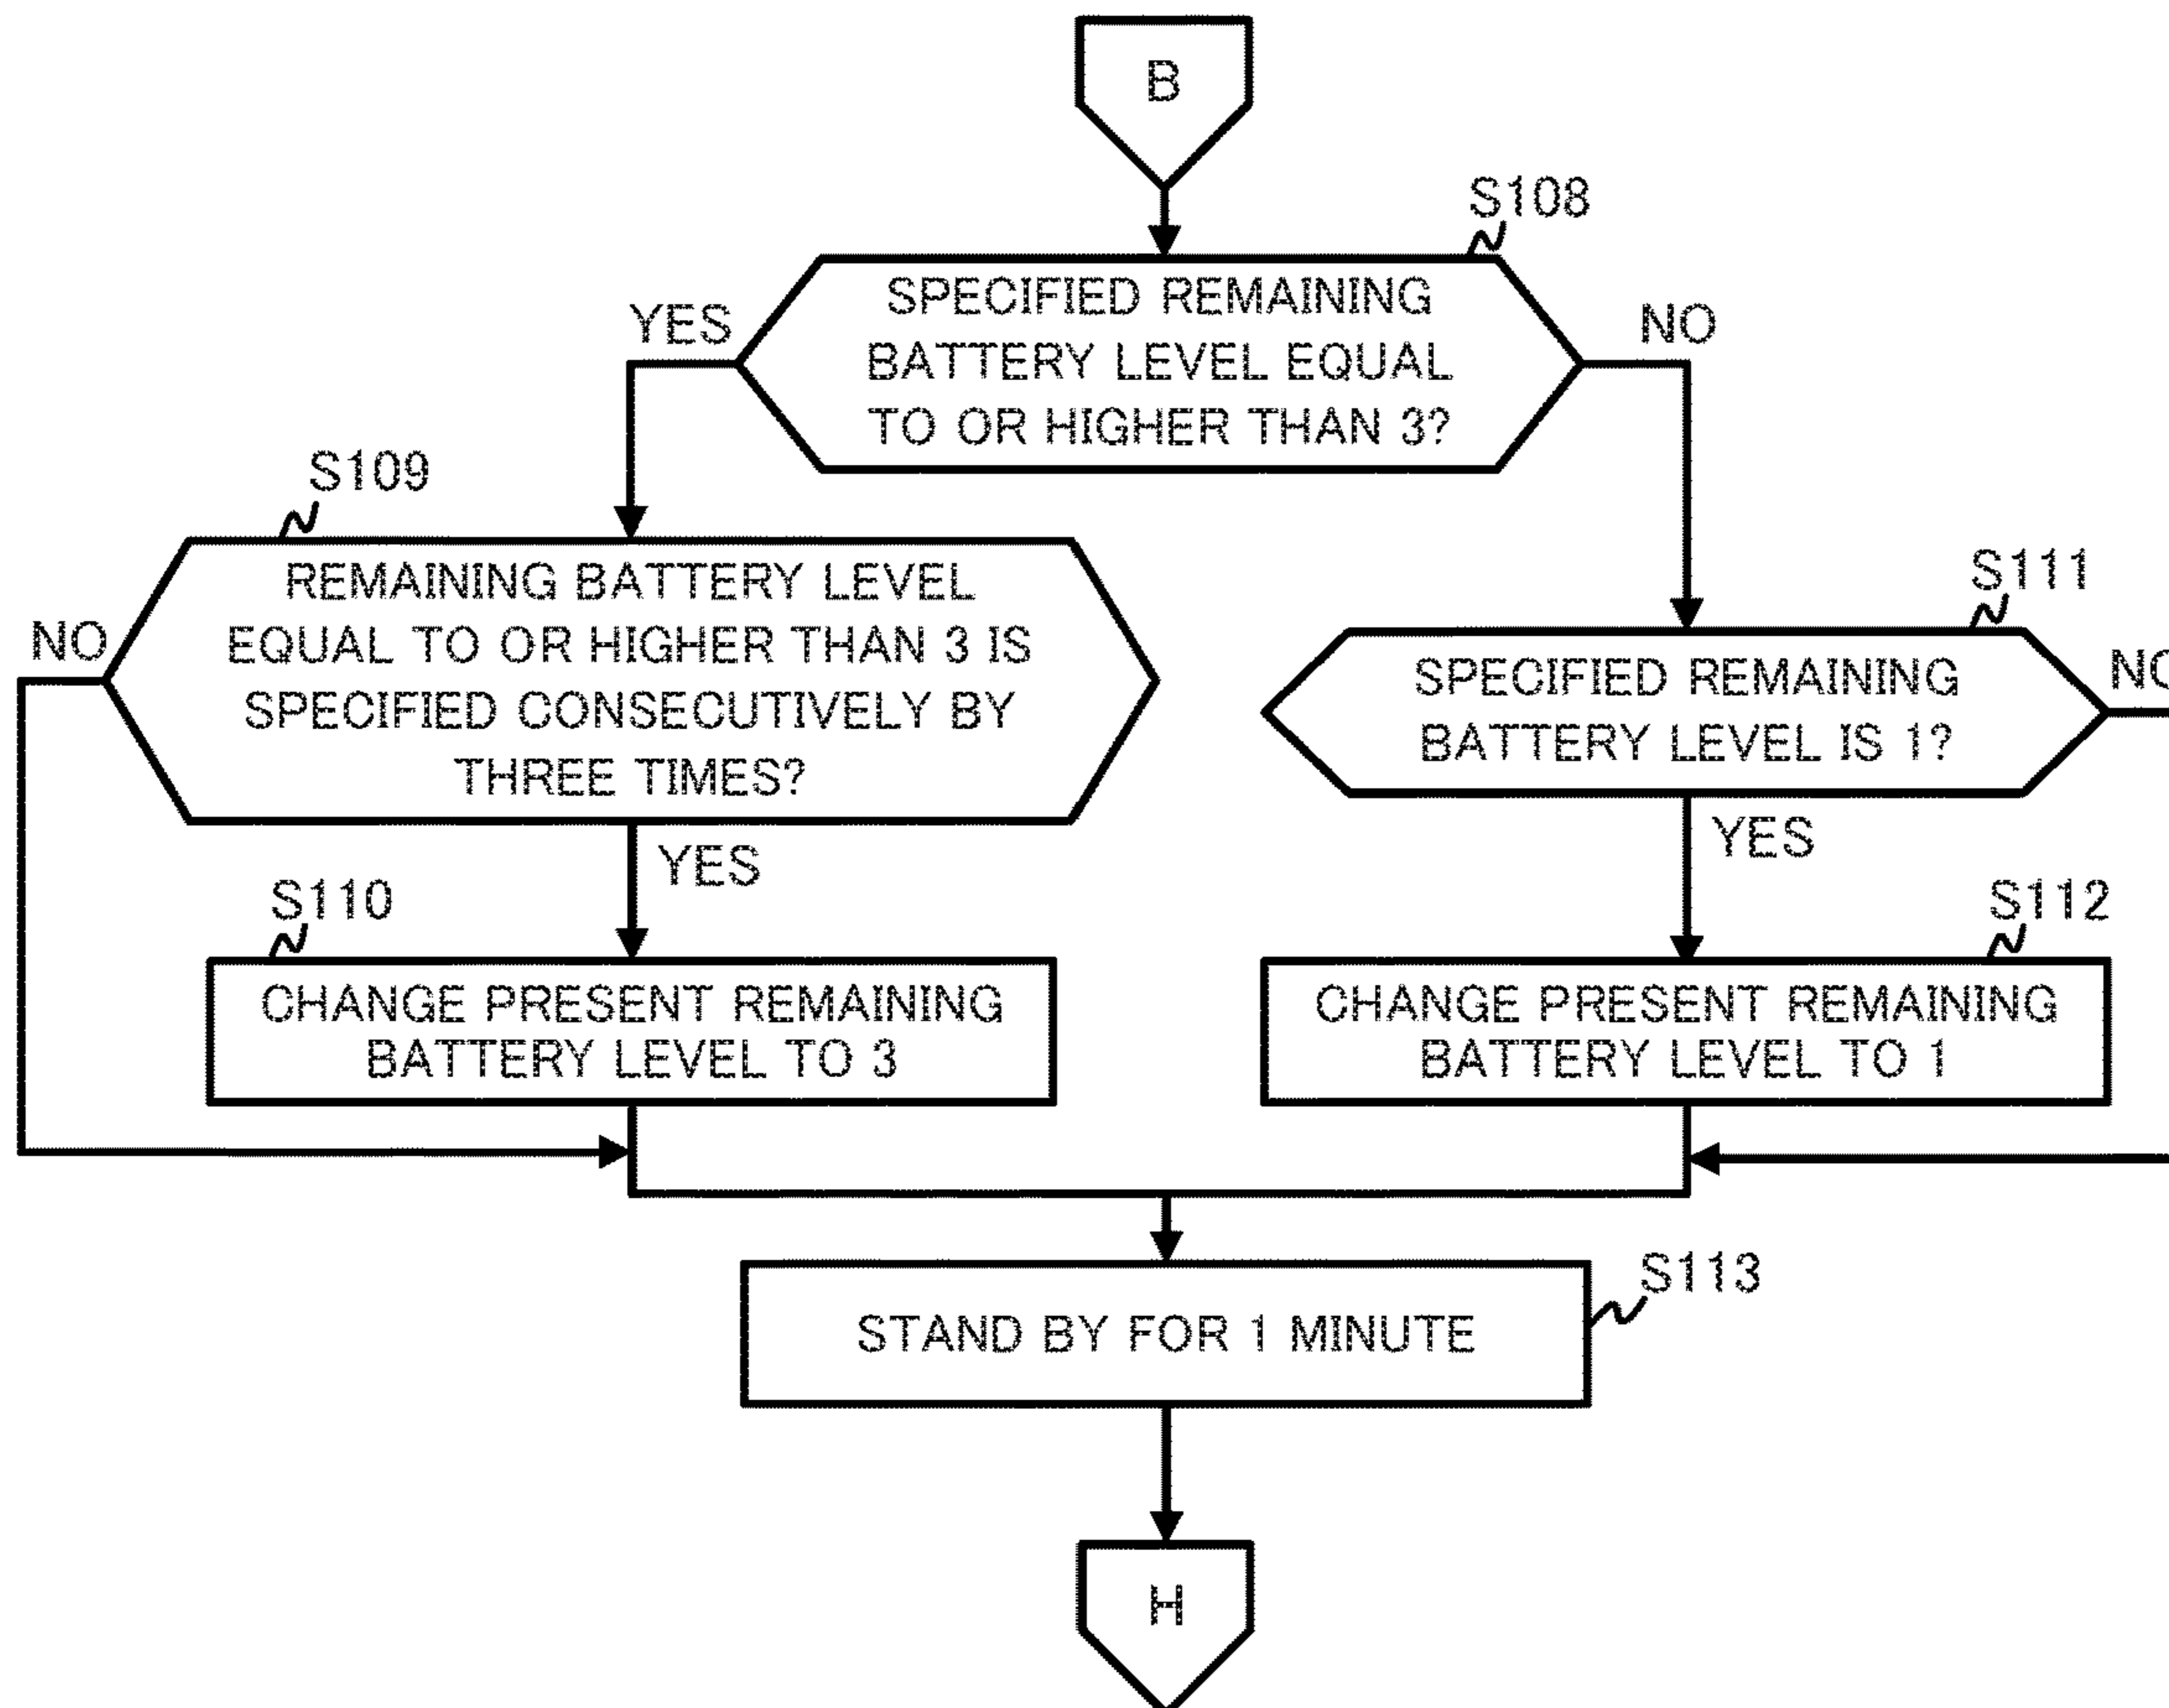 B
S108
SPECIFIED REMAINING
BATTERY LEVEL EQUAL
TO OR HIGHER THAN 3?
YES
NO
S109
REMAINING BATTERY LEVEL
EQUAL TO OR HIGHER THAN 3 IS
SPECIFIED CONSECUTIVELY BY
THREE TIMES?
NO
YES
S111
SPECIFIED REMAINING
BATTERY LEVEL IS 1?
NO
YES
S110
CHANGE PRESENT REMAINING
BATTERY LEVEL TO 3
S112
CHANGE PRESENT REMAINING
BATTERY LEVEL TO 1
S113
STAND BY FOR 1 MINUTE
H